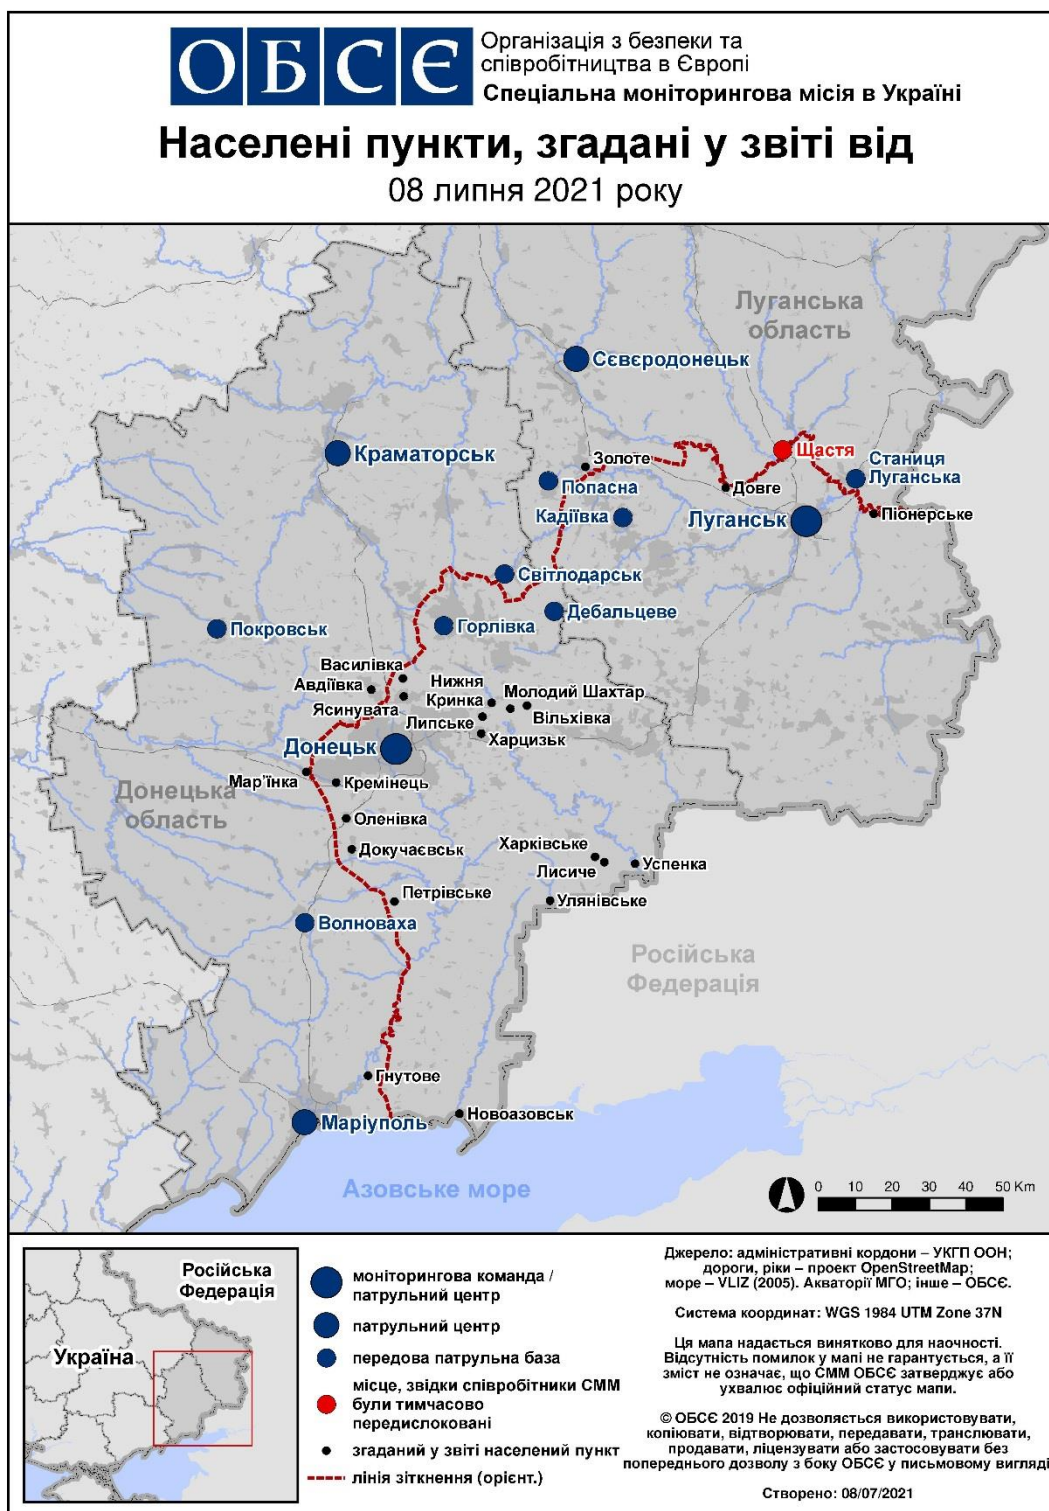 ОБСЄ
Організація з безпеки та
співробітництва в Європі
Спеціальна моніторингова місія в Україні
Населені пункти, згадані у звіті від
08 липня 2021 року
Луганська
область
Сєвєродонецьк
Краматорськ
Золоте
Щастя
Станиця
Луганська
Попасна
Довге
Кадіївка
Луганськ
Піонерське
Світлодарськ
Дебальцеве
Покровськ
Горлівка
Василівка
Авдіївка
Ясинувата
Нижня
Кринка
Молодий Шахтар
Липське
Вільхівка
Харцизьк
Донецьк
Мар'їнка
Кремінець
Донецька
область
Оленівка
Докучаєвськ
Харківське
Лисиче
Успенка
Петрівське
Улянівське
Волноваха
Російська
Федерація
Гнутове
Новоазовськ
Маріуполь
Азовське море
0 10 20 30 40 50 Km
Російська
Федерація
Україна
моніторингова команда /
патрульний центр
патрульний центр
передова патрульна база
місце, звідки співробітники СММ
були тимчасово
передислоковані
згаданий у звіті населений пункт
лінія зіткнення (орієнт.)
Джерело: адміністративні кордони – УКГП ООН;
дороги, ріки – проект OpenStreetMap;
море – VLIZ (2005). Акваторії МГО; інше – ОБСЄ.
Система координат: WGS 1984 UTM Zone 37N
Ця мапа надається винятково для наочності.
Відсутність помилок у мапі не гарантується, а її
зміст не означає, що СММ ОБСЄ затверджує або
ухвалює офіційний статус мапи.
© ОБСЄ 2019 Не дозволяється використовувати,
копіювати, відтворювати, передавати, транслювати,
продавати, ліцензувати або застосовувати без
попереднього дозволу з боку ОБСЄ у письмовому вигляді
Створено: 08/07/2021